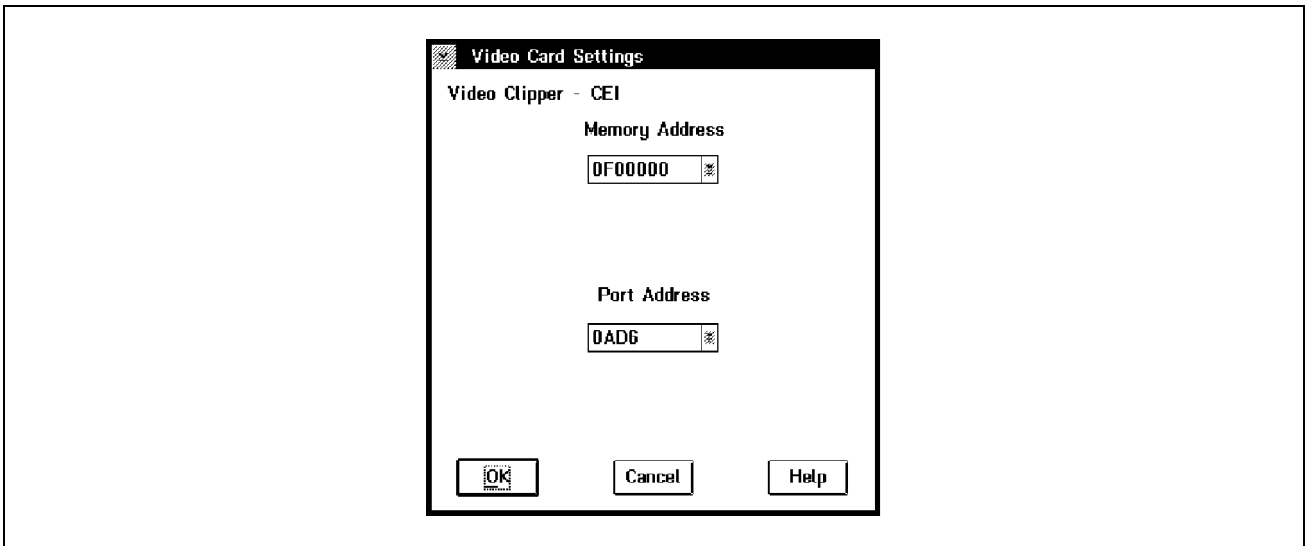 Video Card Settings
Video Clipper - CEI
Memory Address
0F00000
Port Address
0AD6
OK
Cancel
Help